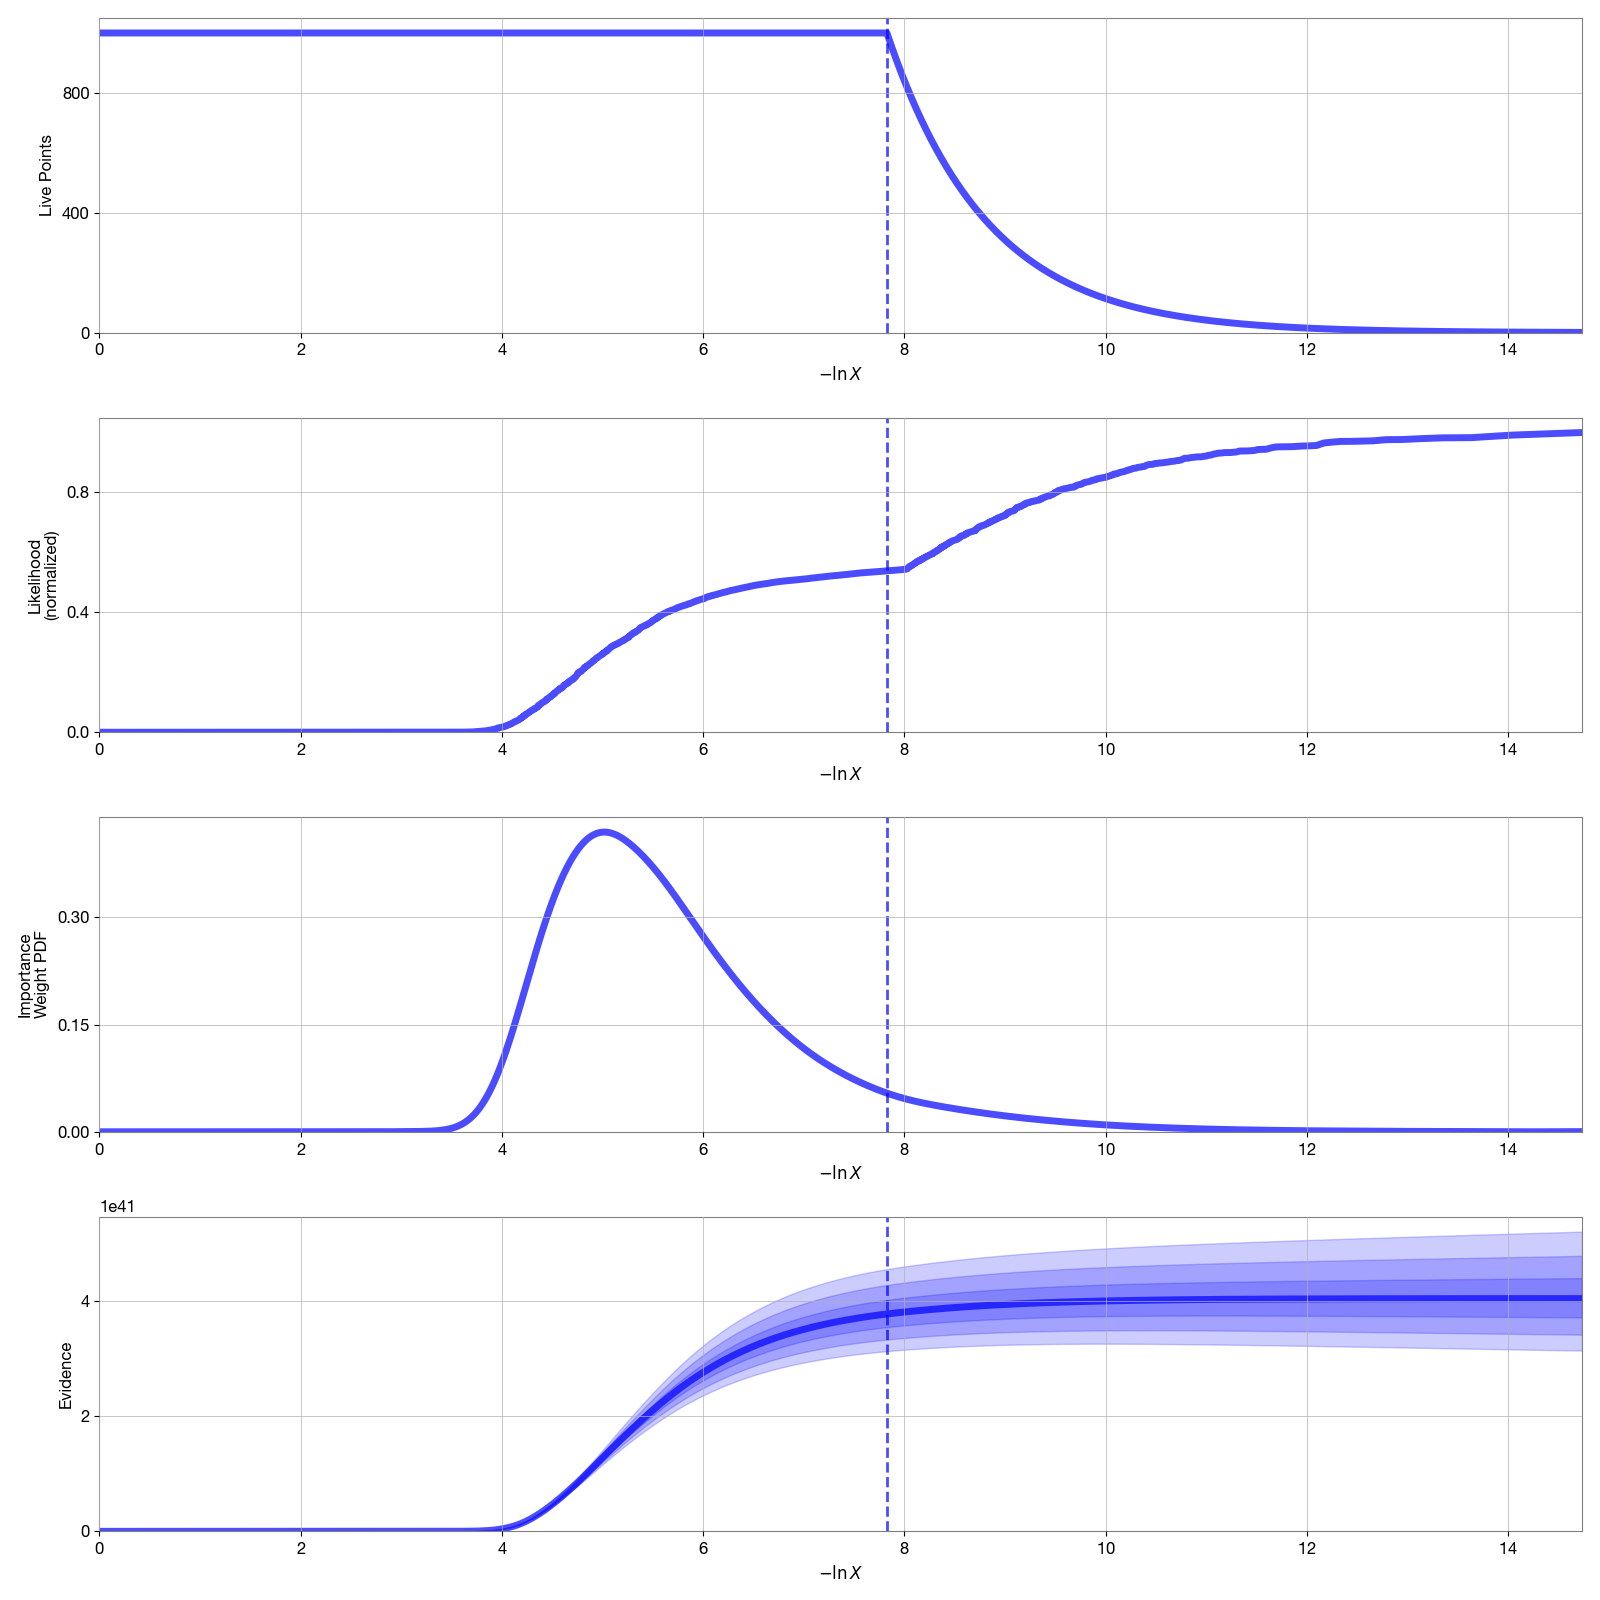 800
400
0
Live Points
0 2 4 6 8 10 12 14
−ln X
0.8
0.4
0.0
Likelihood
(normalized)
0 2 4 6 8 10 12 14
−ln X
0.30
0.15
0.00
Importance
Weight PDF
0 2 4 6 8 10 12 14
−ln X
1e41
4
2
0
Evidence
0 2 4 6 8 10 12 14
−ln X